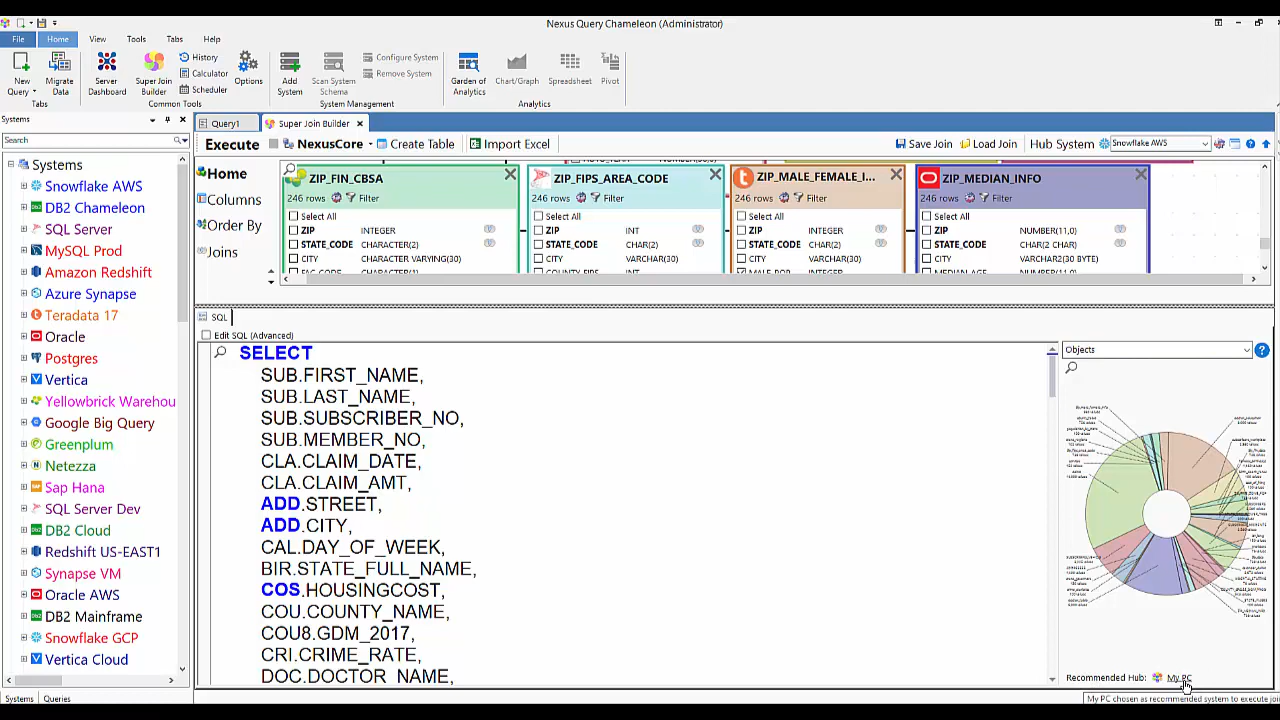 Nexus Query Chameleon (Administrator)
File Home View Tools Tabs Help
New Query Migrate Data Server Dashboard Super Join Builder History Calculator Scheduler Options Add System Scan System Schema Configure System Remove System Garden of Analytics Chart/Graph Spreadsheet Pivot
Tabs Common Tools System Management Analytics
Systems
Search
Systems
Snowflake AWS
DB2 Chameleon
SQL Server
MySQL Prod
Amazon Redshift
Azure Synapse
Teradata 17
Oracle
Postgres
Vertica
Yellowbrick Warehou
Google Big Query
Greenplum
Netezza
Sap Hana
SQL Server Dev
DB2 Cloud
Redshift US-EAST1
Synapse VM
Oracle AWS
DB2 Mainframe
Snowflake GCP
Vertica Cloud
Systems Queries
Query1 Super Join Builder
Execute NexusCore Create Table Import Excel Save Join Load Join Hub System Snowflake AWS
Home
Columns
Order By
Joins
ZIP_FIN_CBSA
246 rows Filter
Select All
ZIP INTEGER
STATE_CODE CHARACTER(2)
CITY CHARACTER VARYING(30)
ZIP_FIPS_AREA_CODE
246 rows Filter
Select All
ZIP INT
STATE_CODE CHAR(2)
CITY VARCHAR(30)
ZIP_MALE_FEMALE_I...
246 rows Filter
Select All
ZIP INTEGER
STATE_CODE CHAR(2)
CITY VARCHAR(30)
ZIP_MEDIAN_INFO
246 rows Filter
Select All
ZIP NUMBER(11,0)
STATE_CODE CHAR(2 CHAR)
CITY VARCHAR2(30 BYTE)
SQL
Edit SQL (Advanced)
SELECT
SUB.FIRST_NAME,
SUB.LAST_NAME,
SUB.SUBSCRIBER_NO,
SUB.MEMBER_NO,
CLA.CLAIM_DATE,
CLA.CLAIM_AMT,
ADD.STREET,
ADD.CITY,
CAL.DAY_OF_WEEK,
BIR.STATE_FULL_NAME,
COS.HOUSINGCOST,
COU.COUNTY_NAME,
COU8.GDM_2017,
CRI.CRIME_RATE,
DOC.DOCTOR_NAME,
Objects
Recommended Hub: My PC
My PC chosen as recommended system to execute joi